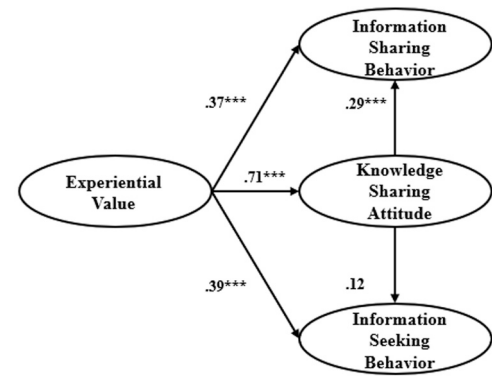 Information
Sharing
Behavior
.37***
.29***
Experiential
Value
.71***
Knowledge
Sharing
Attitude
.39***
.12
Information
Seeking
Behavior